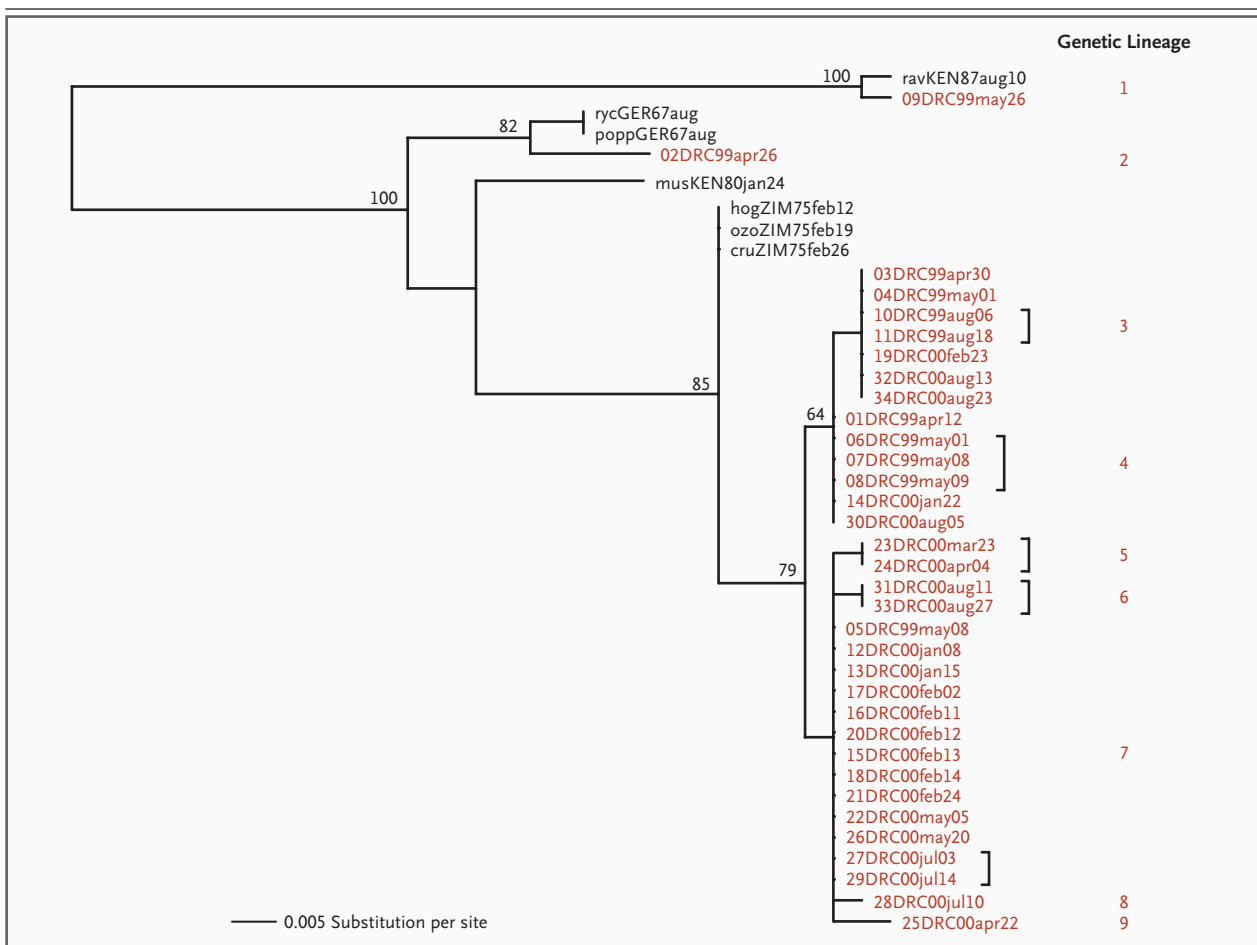 Genetic Lineage
100
ravKEN87aug10
1
09DRC99may26
rycGER67aug
82
poppGER67aug
02DRC99apr26
2
musKEN80jan24
100
hogZIM75feb12
ozoZIM75feb19
cruZIM75feb26
03DRC99apr30
04DRC99may01
10DRC99aug06
3
11DRC99aug18
19DRC00feb23
32DRC00aug13
85
34DRC00aug23
64
01DRC99apr12
06DRC99may01
07DRC99may08
4
08DRC99may09
14DRC00jan22
30DRC00aug05
23DRC00mar23
5
24DRC00apr04
79
31DRC00aug11
6
33DRC00aug27
05DRC99may08
12DRC00jan08
13DRC00jan15
17DRC00feb02
16DRC00feb11
20DRC00feb12
15DRC00feb13
7
18DRC00feb14
21DRC00feb24
22DRC00may05
26DRC00may20
27DRC00jul03
29DRC00jul14
28DRC00jul10
8
25DRC00apr22
9
0.005 Substitution per site